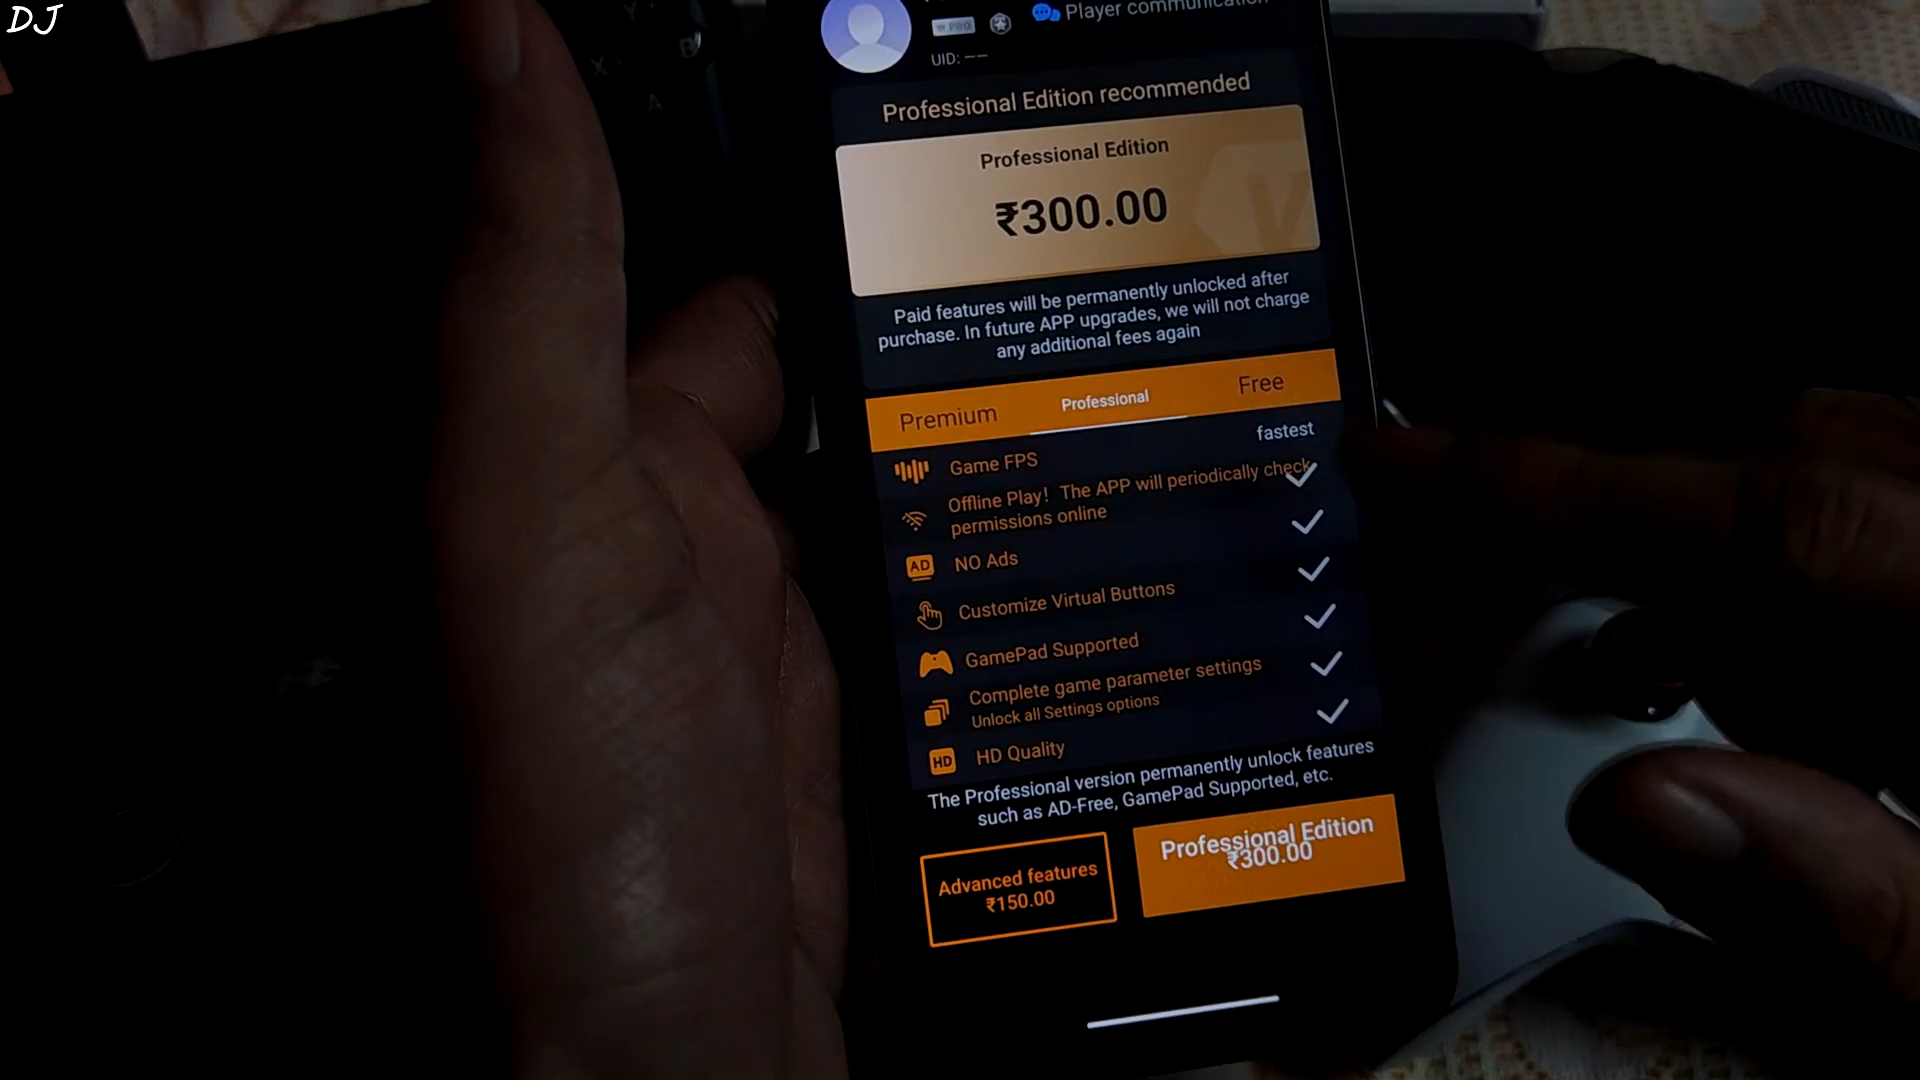 DJ
Y
B
X
A
Player communication
PRO
UID: ——
Professional Edition recommended
Professional Edition
₹300.00
Paid features will be permanently unlocked after
purchase. In future APP upgrades, we will not charge
any additional fees again
Premium Professional Free
Game FPS fastest
Offline Play! The APP will periodically check
permissions online
AD NO Ads
Customize Virtual Buttons
GamePad Supported
Complete game parameter settings
Unlock all Settings options
HD HD Quality
The Professional version permanently unlock features
such as AD-Free, GamePad Supported, etc.
Advanced features
₹150.00
Professional Edition
₹300.00